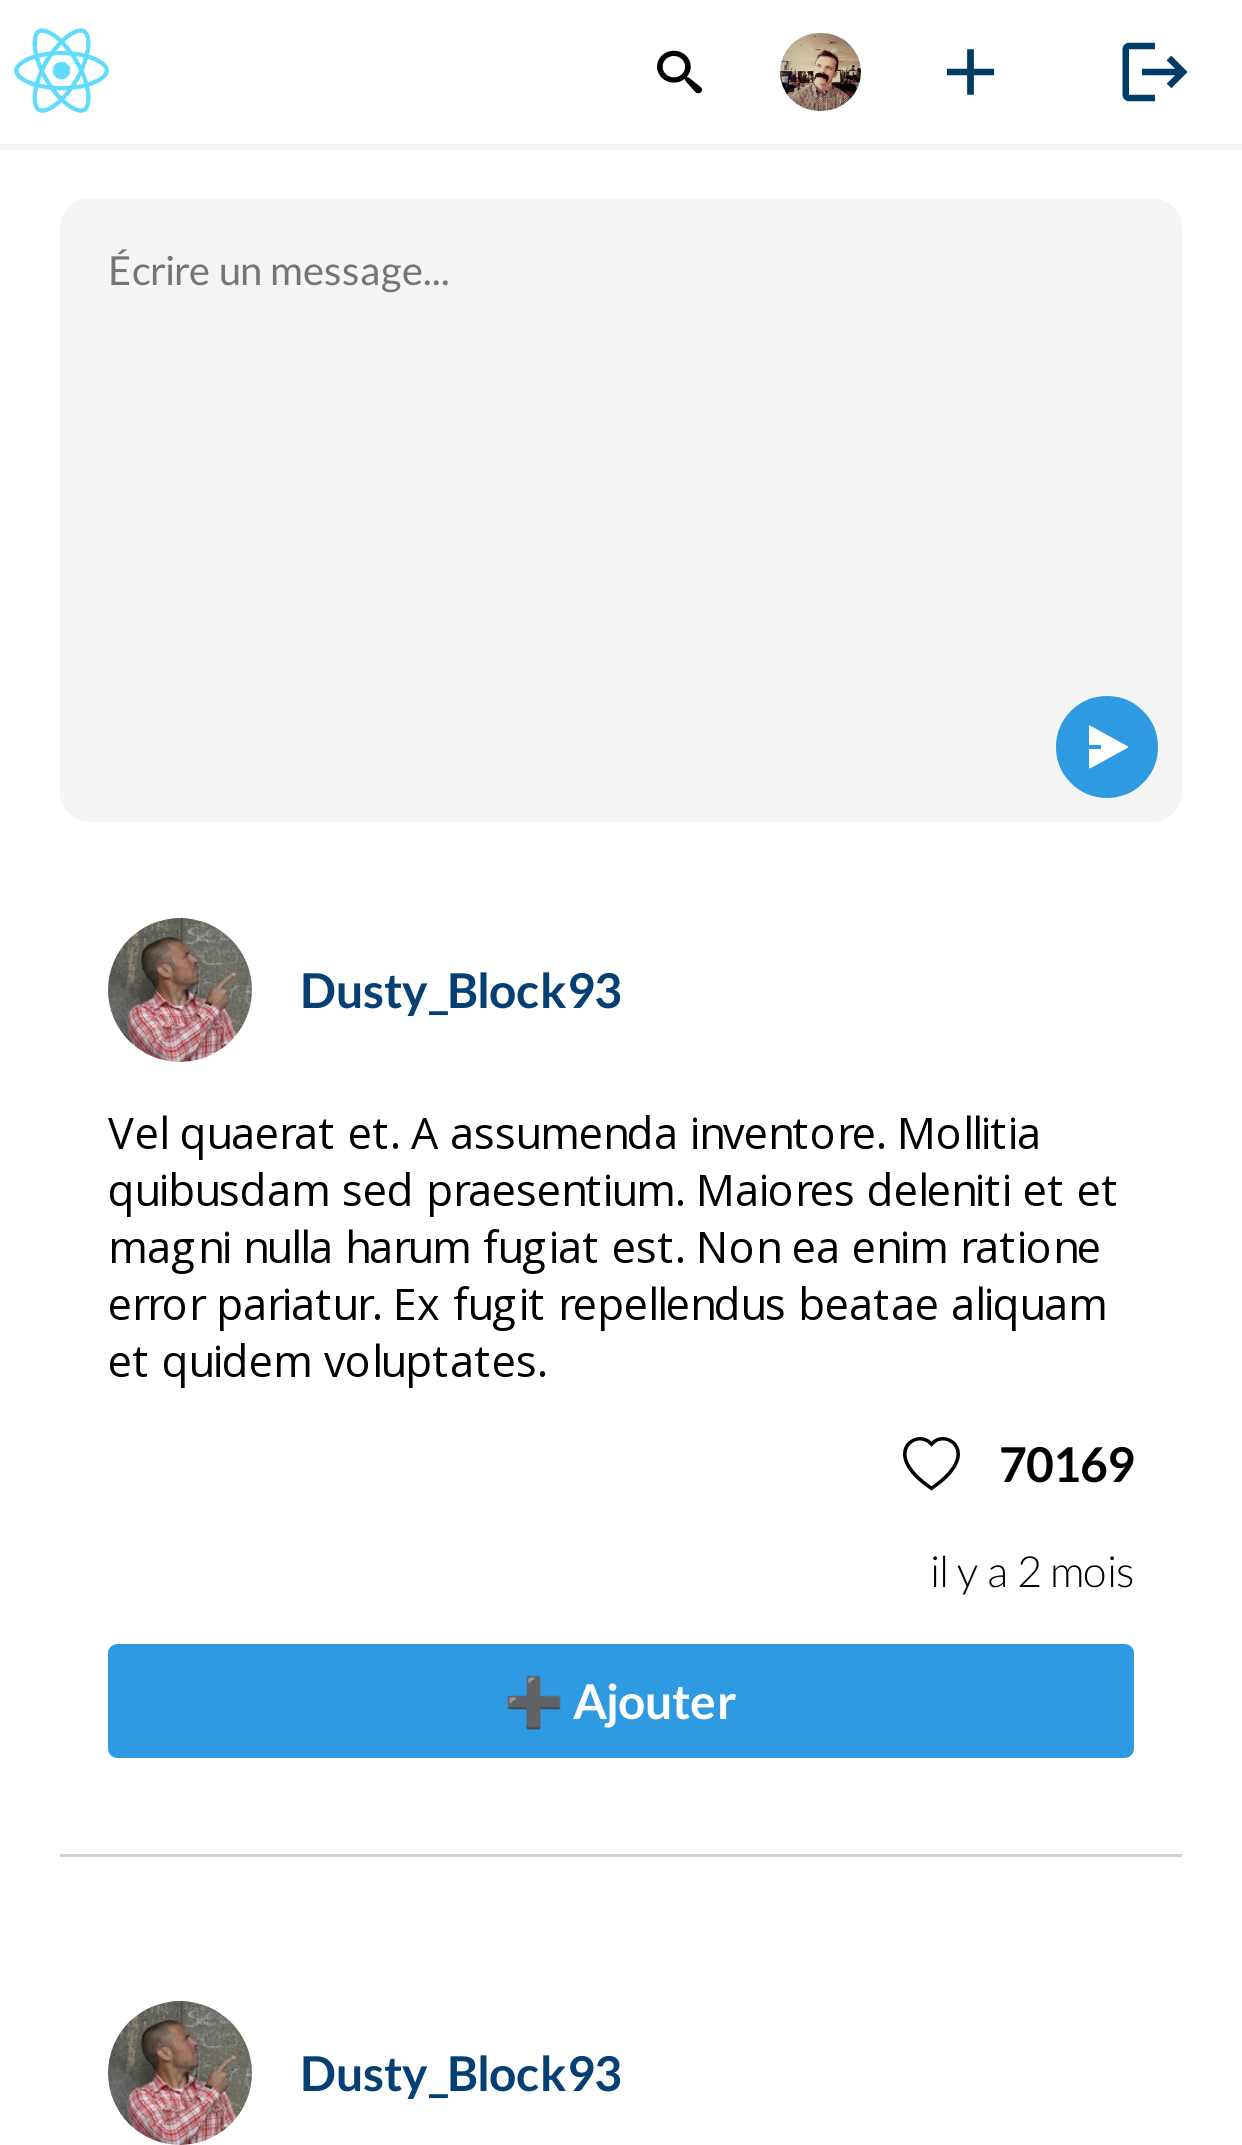 Écrire un message...
Dusty_Block93
Vel quaerat et. A assumenda inventore. Mollitia
quibusdam sed praesentium. Maiores deleniti et et
magni nulla harum fugiat est. Non ea enim ratione
error pariatur. Ex fugit repellendus beatae aliquam
et quidem voluptates.
70169
il y a 2 mois
➕ Ajouter
Dusty_Block93